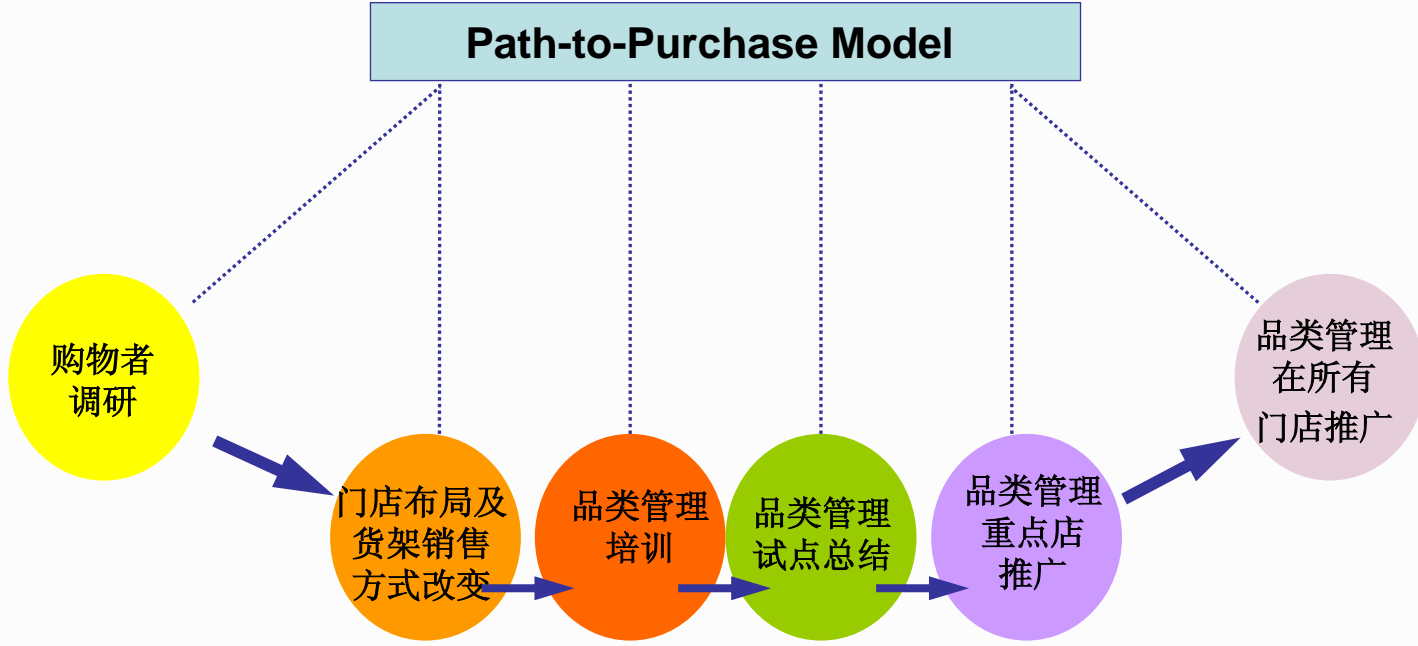 Path-to-Purchase Model
购物者
调研
门店布局及
货架销售
方式改变
品类管理
培训
品类管理
试点总结
品类管理
重点店
推广
品类管理
在所有
门店推广